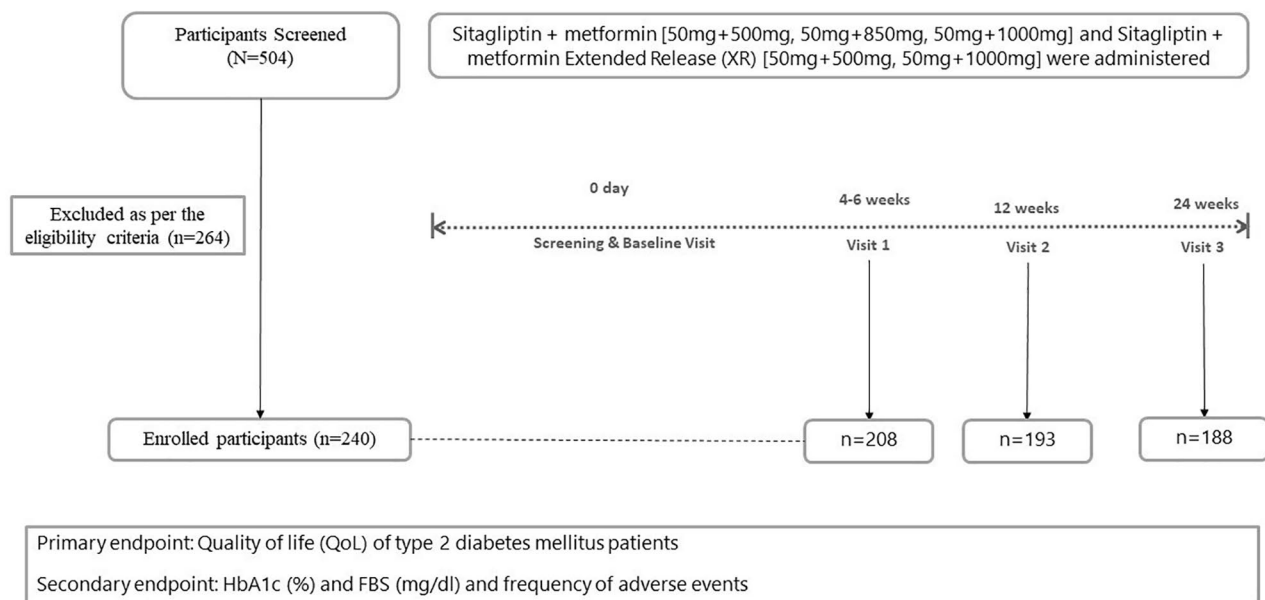 Participants Screened
(N=504)
Sitagliptin + metformin [50mg+500mg, 50mg+850mg, 50mg+1000mg] and Sitagliptin +
metformin Extended Release (XR) [50mg+500mg, 50mg+1000mg] were administered
Excluded as per the
eligibility criteria (n=264)
0 day
4-6 weeks
12 weeks
24 weeks
Screening & Baseline Visit
Visit 1
Visit 2
Visit 3
Enrolled participants (n=240)
n=208
n=193
n=188
Primary endpoint: Quality of life (QoL) of type 2 diabetes mellitus patients
Secondary endpoint: HbA1c (%) and FBS (mg/dl) and frequency of adverse events